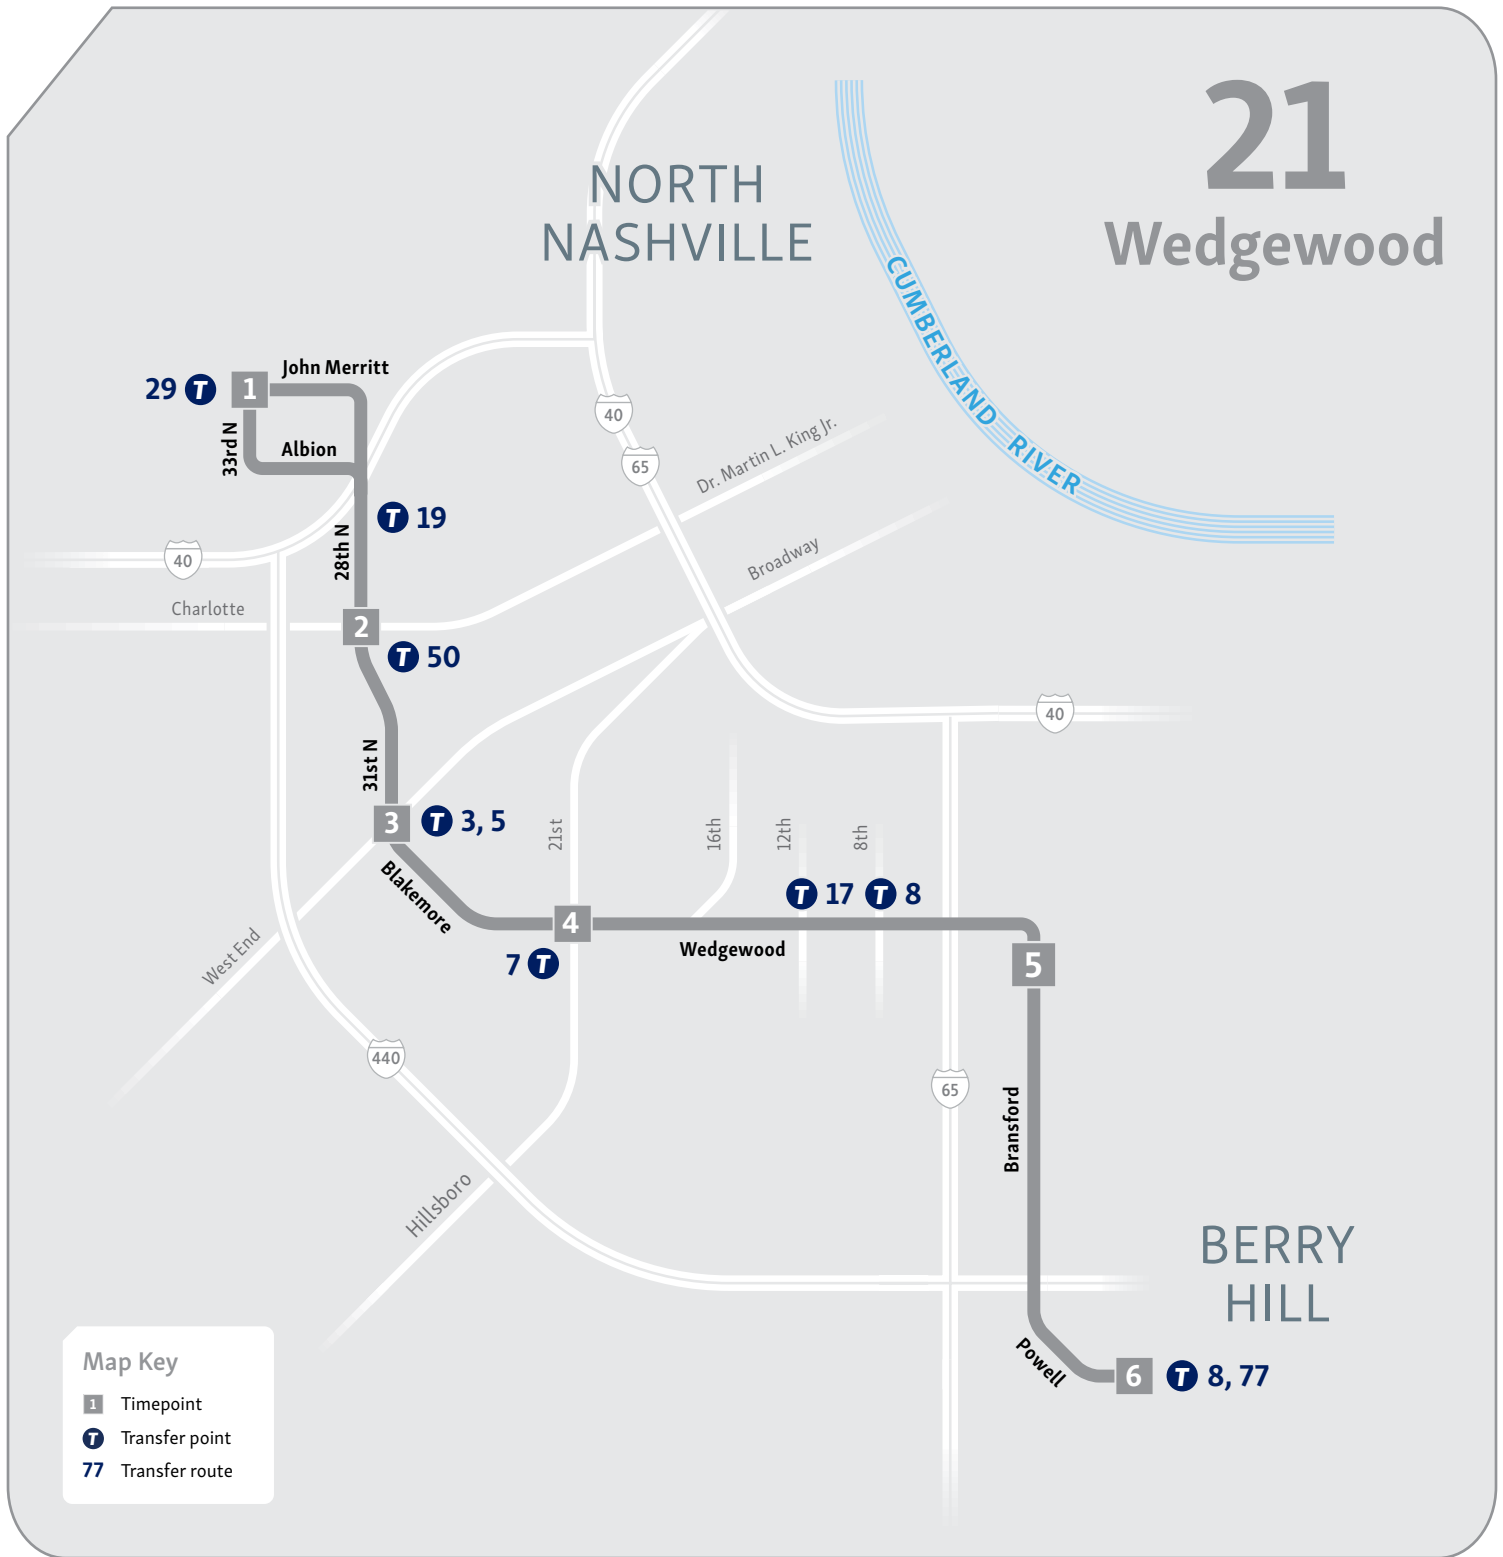 21
Wedgewood
NORTH
NASHVILLE
CUMBERLAND RIVER
John Merritt
29 T 1
33rd N
Albion
40
65
Dr. Martin L. King Jr.
T 19
28th N
40
Broadway
Charlotte
2
T 50
40
31st N
3
T 3, 5
21st
16th
12th
8th
Blakemore
T 17
T 8
4
Wedgewood
7 T
5
West End
440
65
Bransford
Hillsboro
BERRY
HILL
Powell
6
T 8, 77
Map Key
1 Timepoint
T Transfer point
77 Transfer route